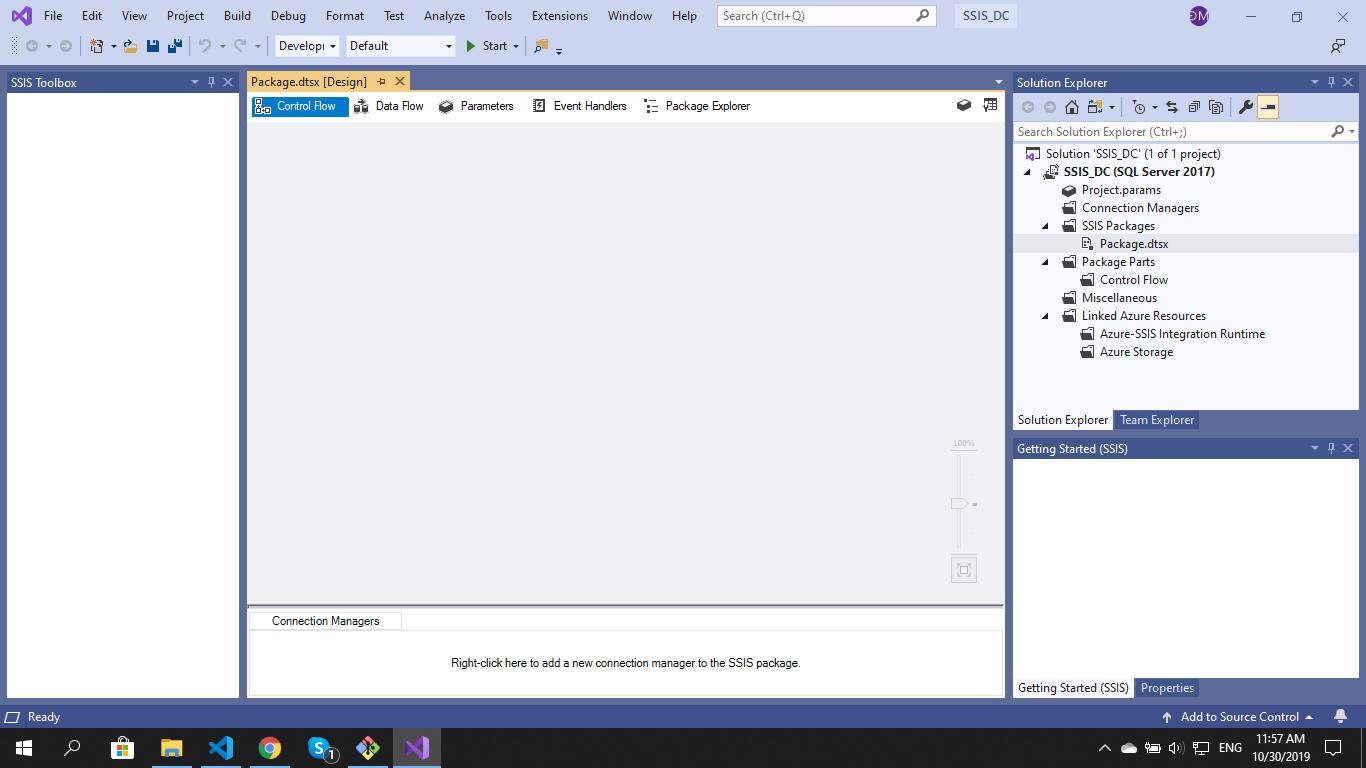 File Edit View Project Build Debug Format Test Analyze Tools Extensions Window Help Search (Ctrl+Q) SSIS_DC DM
Develop Default Start
SSIS Toolbox
Package.dtsx [Design]
Control Flow Data Flow Parameters Event Handlers Package Explorer
100%
Connection Managers
Right-click here to add a new connection manager to the SSIS package.
Solution Explorer
Search Solution Explorer (Ctrl+;)
Solution 'SSIS_DC' (1 of 1 project)
SSIS_DC (SQL Server 2017)
Project.params
Connection Managers
SSIS Packages
Package.dtsx
Package Parts
Control Flow
Miscellaneous
Linked Azure Resources
Azure-SSIS Integration Runtime
Azure Storage
Solution Explorer Team Explorer
Getting Started (SSIS)
Getting Started (SSIS) Properties
Ready Add to Source Control
1 ENG 11:57 AM
10/30/2019